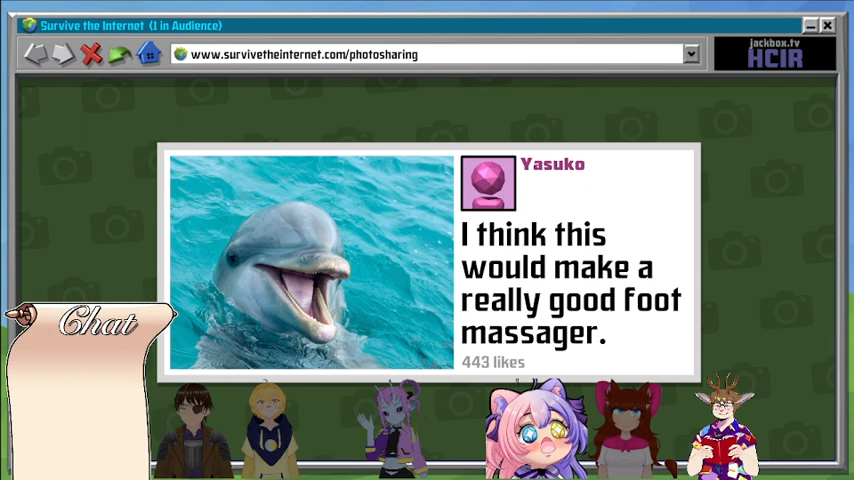 Survive the Internet (1 in Audience)
www.survivetheinternet.com/photosharing
jackbox.tv
HCIR
Yasuko
I think this
would make a
really good foot
massager.
443 likes
Chat